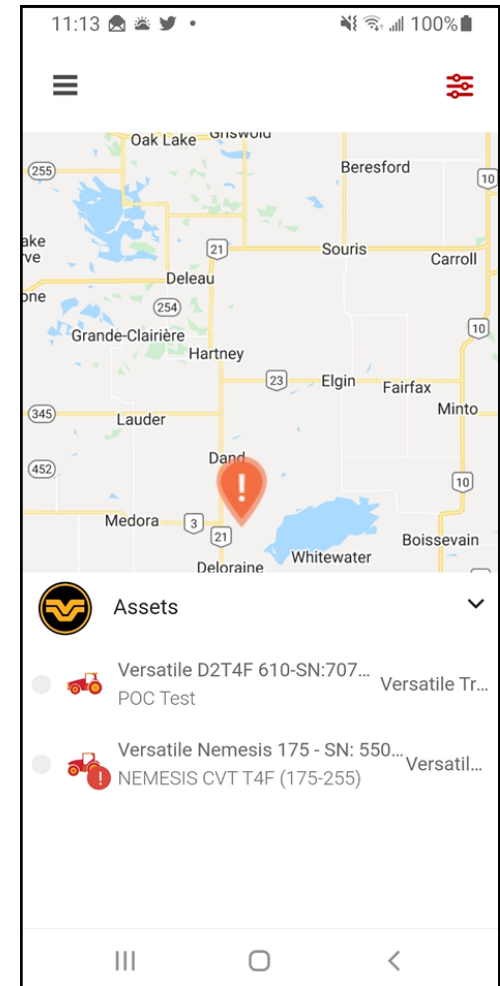 11:13
100%
Oak Lake
Griswold
255
Beresford
10
ake
ve
21
Souris
Carroll
Deleau
one
254
Grande-Clairière
10
Hartney
23
Elgin
Fairfax
345
Minto
Lauder
Dand
452
10
Medora
3
21
Boissevain
Whitewater
Deloraine
Assets
Versatile D2T4F 610-SN:707...
Versatile Tr...
POC Test
Versatile Nemesis 175 - SN: 550...
Versatil...
NEMESIS CVT T4F (175-255)